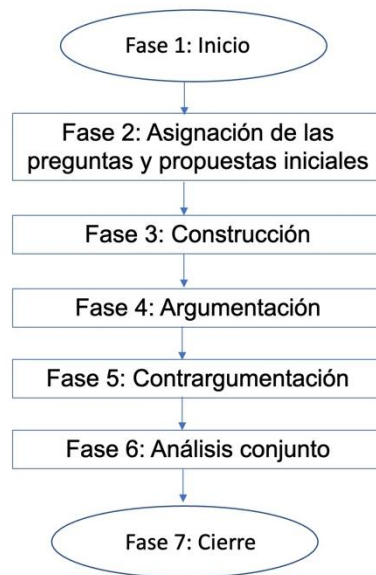 Fase 1: Inicio
Fase 2: Asignación de las
preguntas y propuestas iniciales
Fase 3: Construcción
Fase 4: Argumentación
Fase 5: Contrargumentación
Fase 6: Análisis conjunto
Fase 7: Cierre